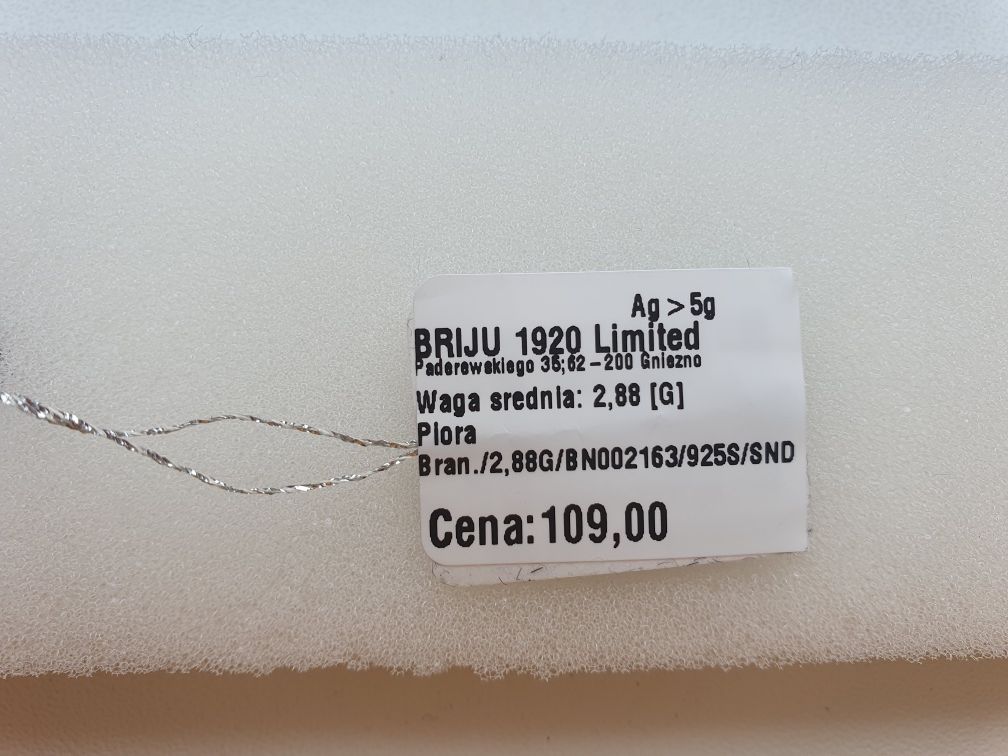 Ag > 5g
BRIJU 1920 Limited
Paderewskiego 35;62-200 Gniezno
Waga srednia: 2,88 [G]
Piora
Bran./2,88G/BN002163/925S/SND
Cena:109,00